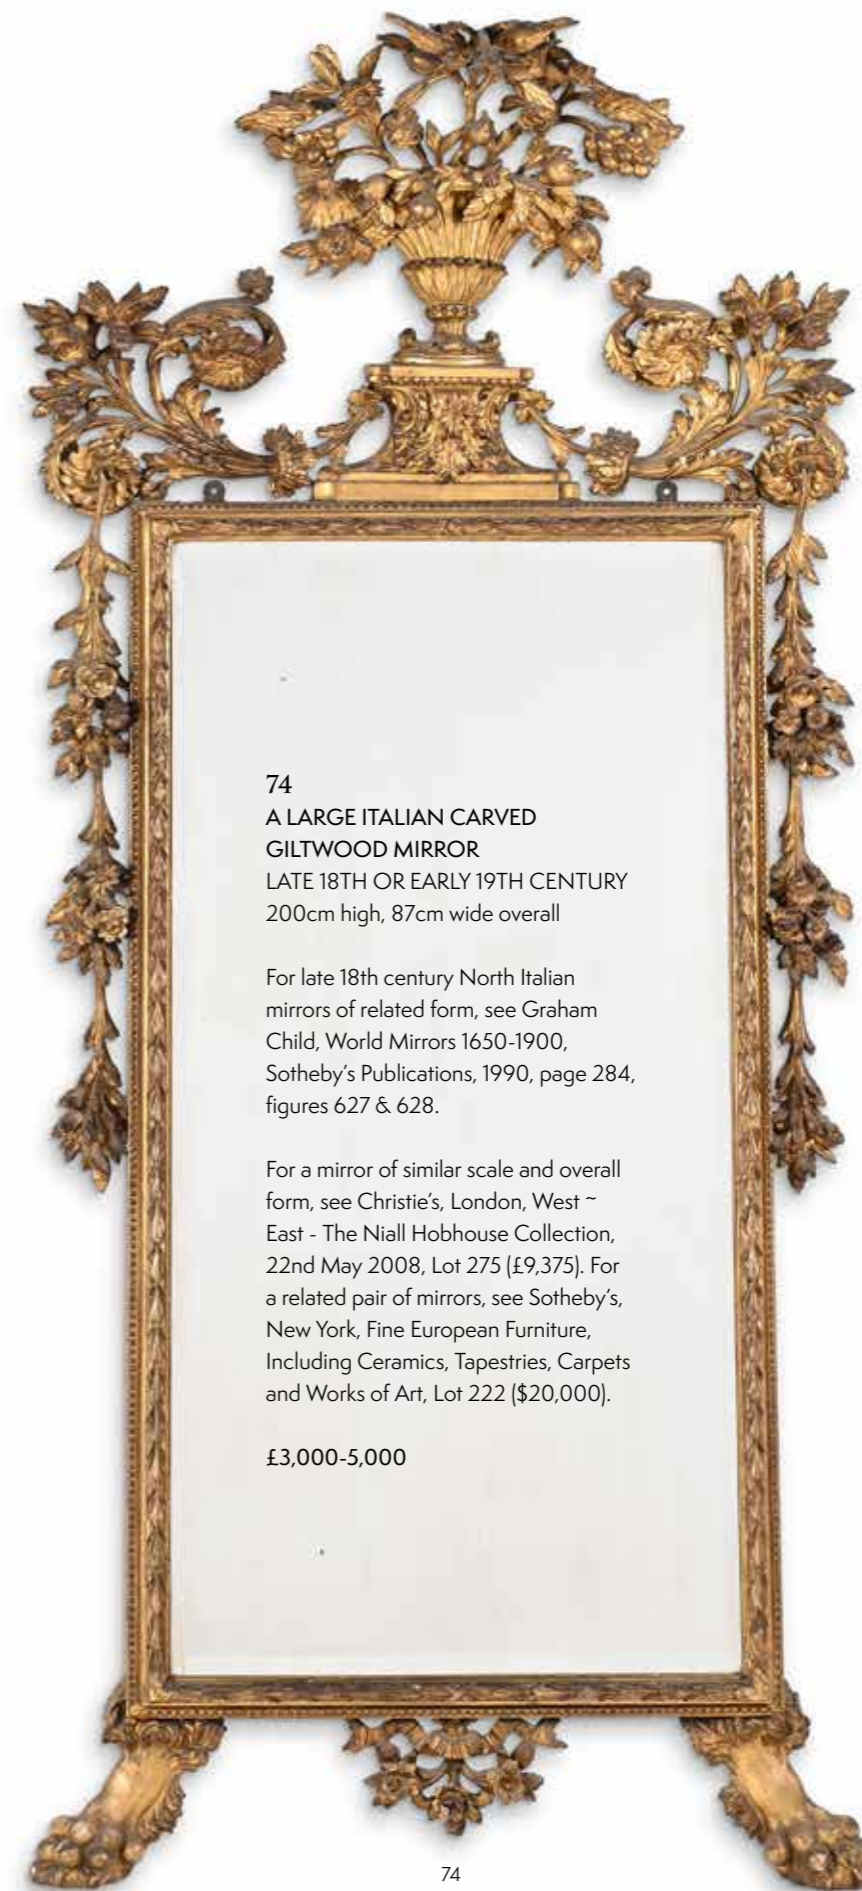 74
A LARGE ITALIAN CARVED
GILTWOOD MIRROR
LATE 18TH OR EARLY 19TH CENTURY
200cm high, 87cm wide overall
For late 18th century North Italian
mirrors of related form, see Graham
Child, World Mirrors 1650-1900,
Sotheby's Publications, 1990, page 284,
figures 627 & 628.
For a mirror of similar scale and overall
form, see Christie's, London, West ~
East - The Niall Hobhouse Collection,
22nd May 2008, Lot 275 (£9,375). For
a related pair of mirrors, see Sotheby's,
New York, Fine European Furniture,
Including Ceramics, Tapestries, Carpets
and Works of Art, Lot 222 ($20,000).
£3,000-5,000
74